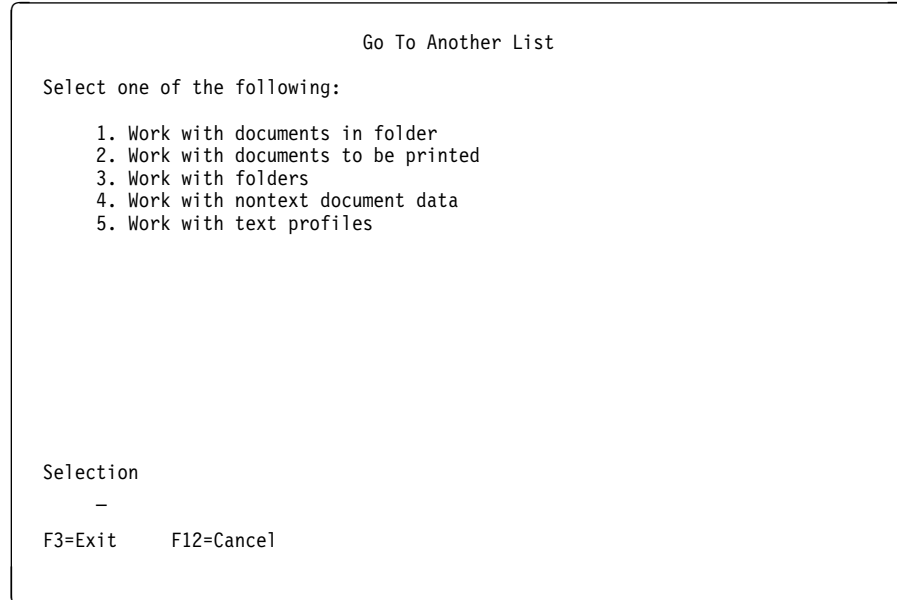 Go To Another List
Select one of the following:
1. Work with documents in folder
2. Work with documents to be printed
3. Work with folders
4. Work with nontext document data
5. Work with text profiles
Selection
_
F3=Exit F12=Cancel